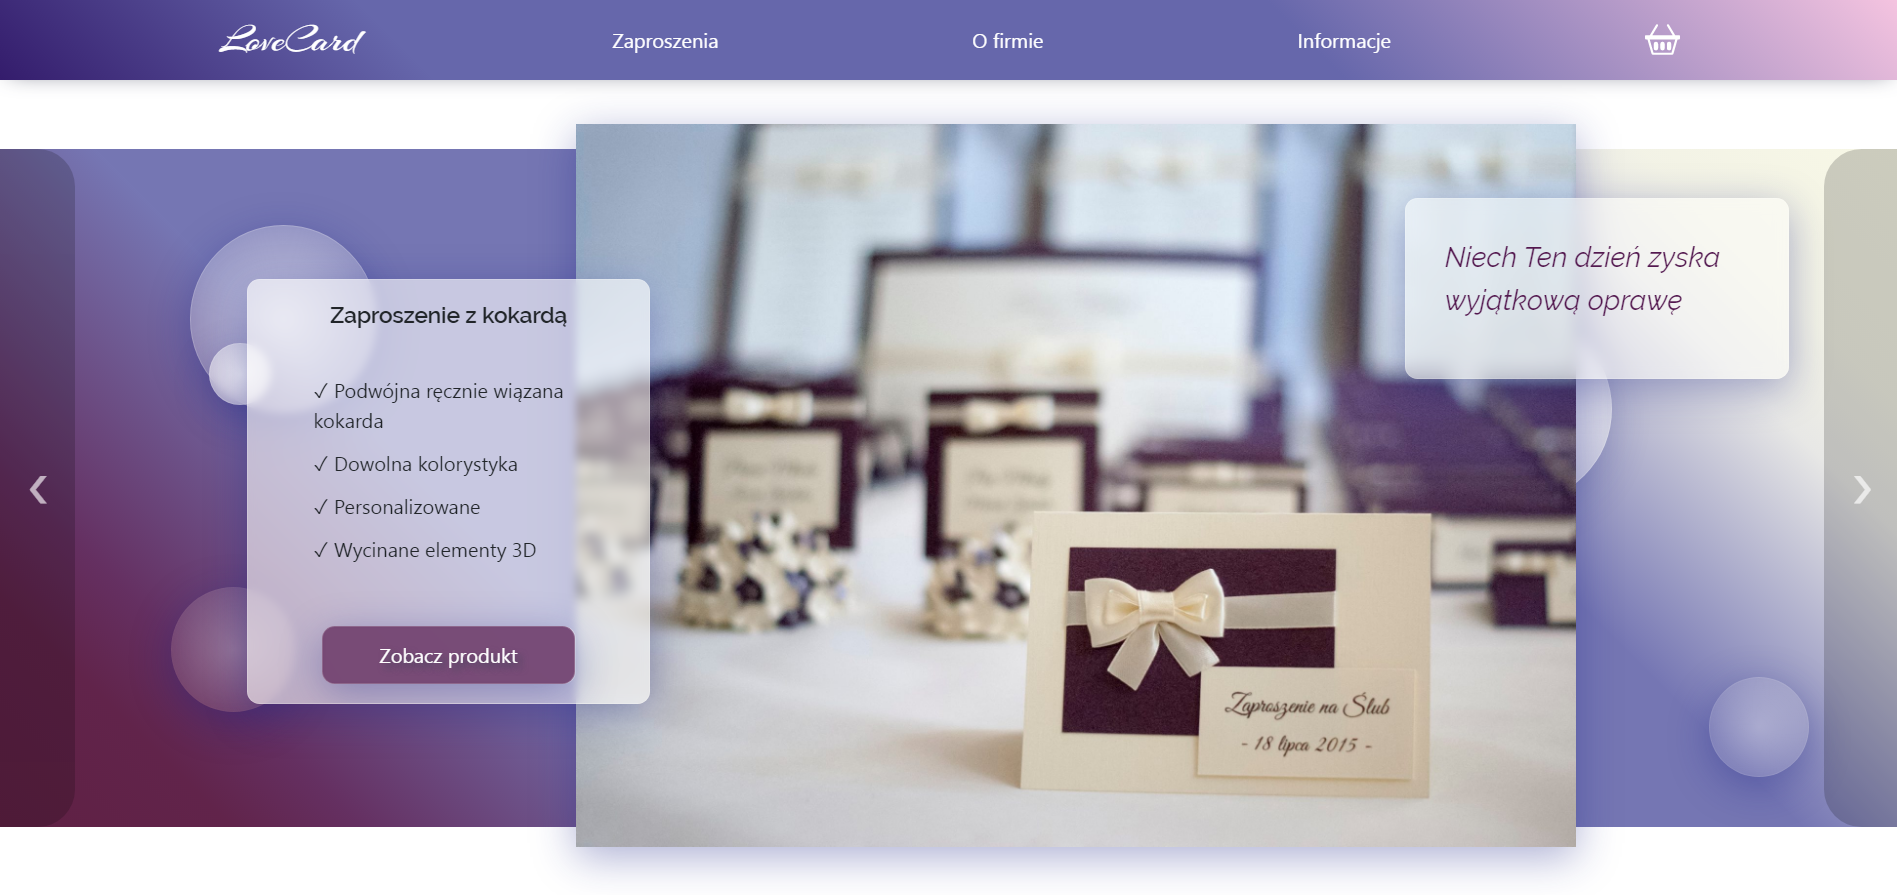 LoveCard
Zaproszenia
O firmie
Informacje
Niech Ten dzień zyska
wyjątkową oprawę
Zaproszenie z kokardą
✓ Podwójna ręcznie wiązana
kokarda
✓ Dowolna kolorystyka
✓ Personalizowane
✓ Wycinane elementy 3D
Zobacz produkt
Zaproszenie na Ślub
- 18 lipca 2015 -